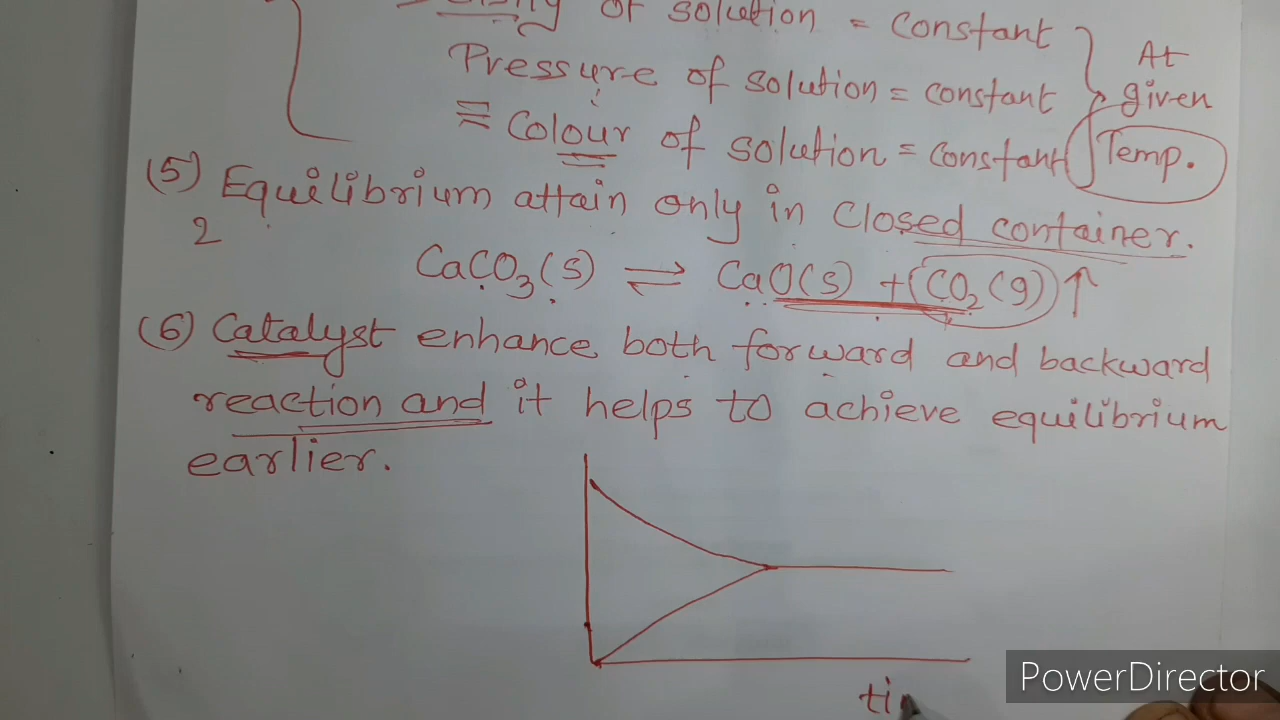 of solution = constant
Pressure of solution = constant
Colour of solution = constant
At
given
Temp.
(5) Equilibrium attain only in closed container.
2
CaCO₃(s) ⇌ CaO(s) + CO₂(g) ↑
(6) Catalyst enhance both forward and backward
reaction and it helps to achieve equilibrium
earlier.
ti
PowerDirector